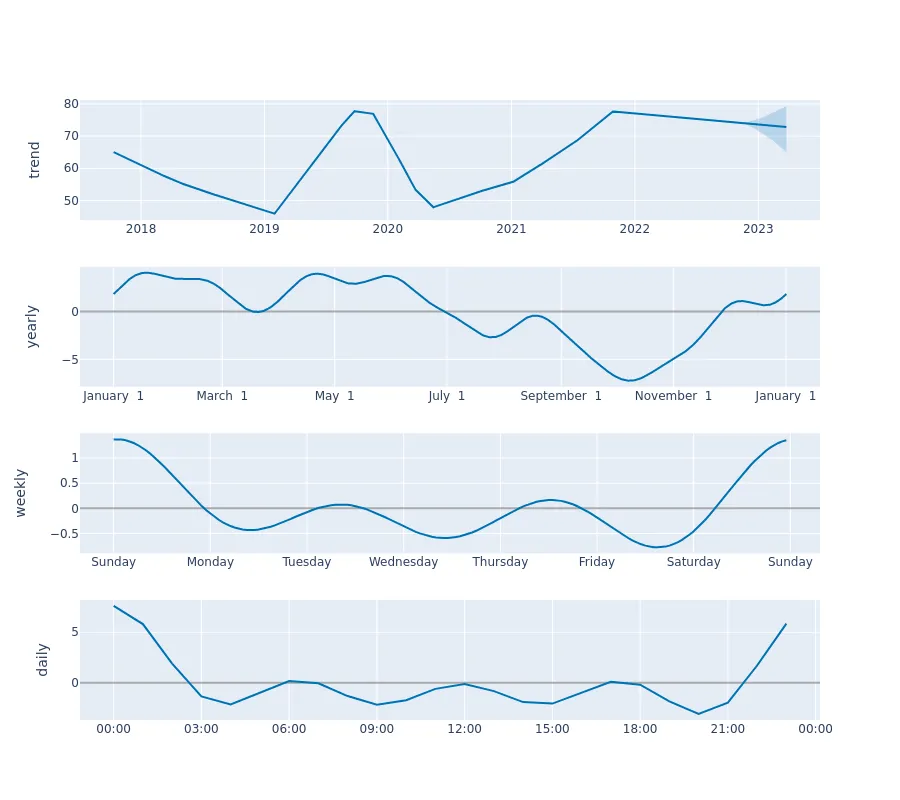 trend
80
70
60
50
2018 2019 2020 2021 2022 2023
yearly
0
−5
January 1 March 1 May 1 July 1 September 1 November 1 January 1
weekly
1
0.5
0
−0.5
Sunday Monday Tuesday Wednesday Thursday Friday Saturday Sunday
daily
5
0
00:00 03:00 06:00 09:00 12:00 15:00 18:00 21:00 00:00